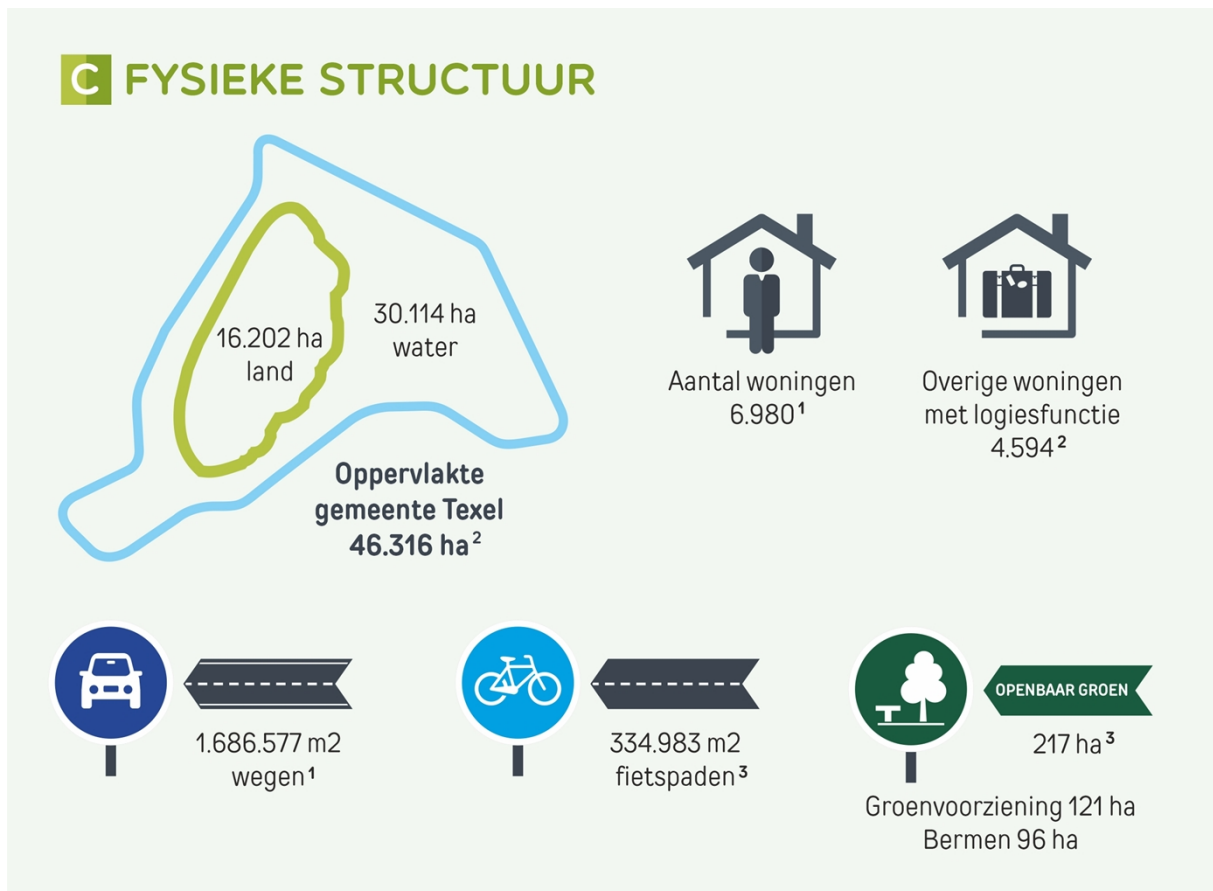 C FYSIEKE STRUCTUUR
16.202 ha
land
30.114 ha
water
Oppervlakte
gemeente Texel
46.316 ha²
Aantal woningen
6.980¹
Overige woningen
met logiesfunctie
4.594²
1.686.577 m2
wegen¹
334.983 m2
fietspaden³
OPENBAAR GROEN
217 ha³
Groenvoorziening 121 ha
Bermen 96 ha